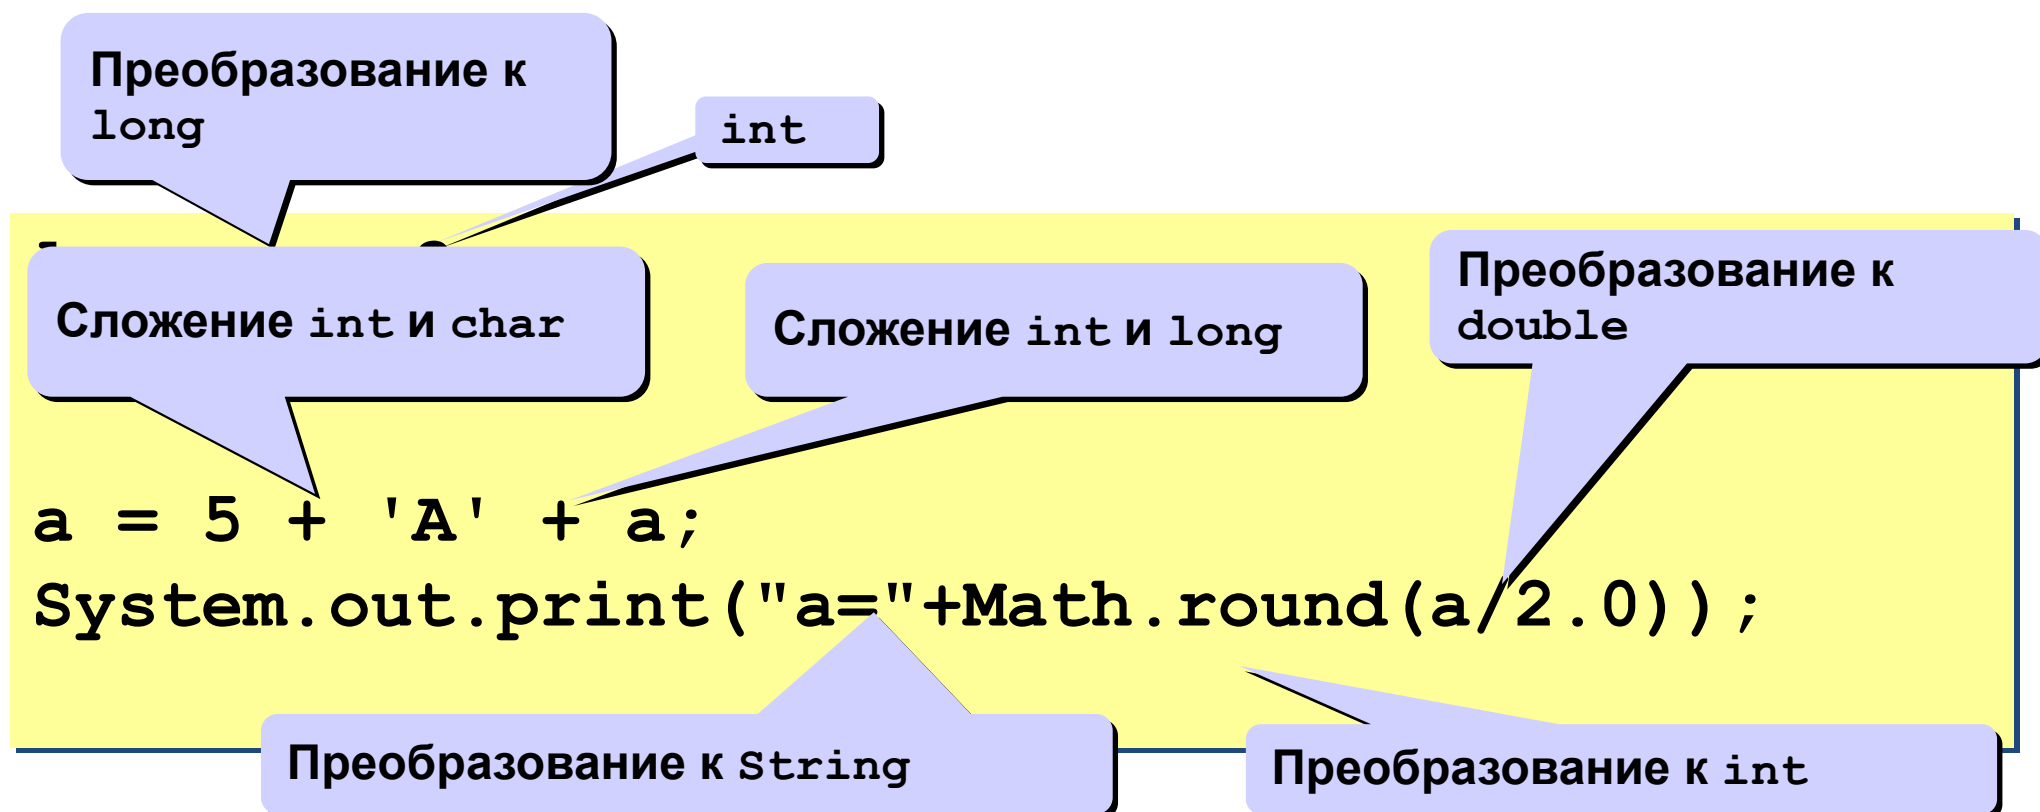 Преобразование к
long
int
Сложение int и char
Сложение int и long
Преобразование к
double
a = 5 + 'A' + a;
System.out.print("a="+Math.round(a/2.0));
Преобразование к String
Преобразование к int